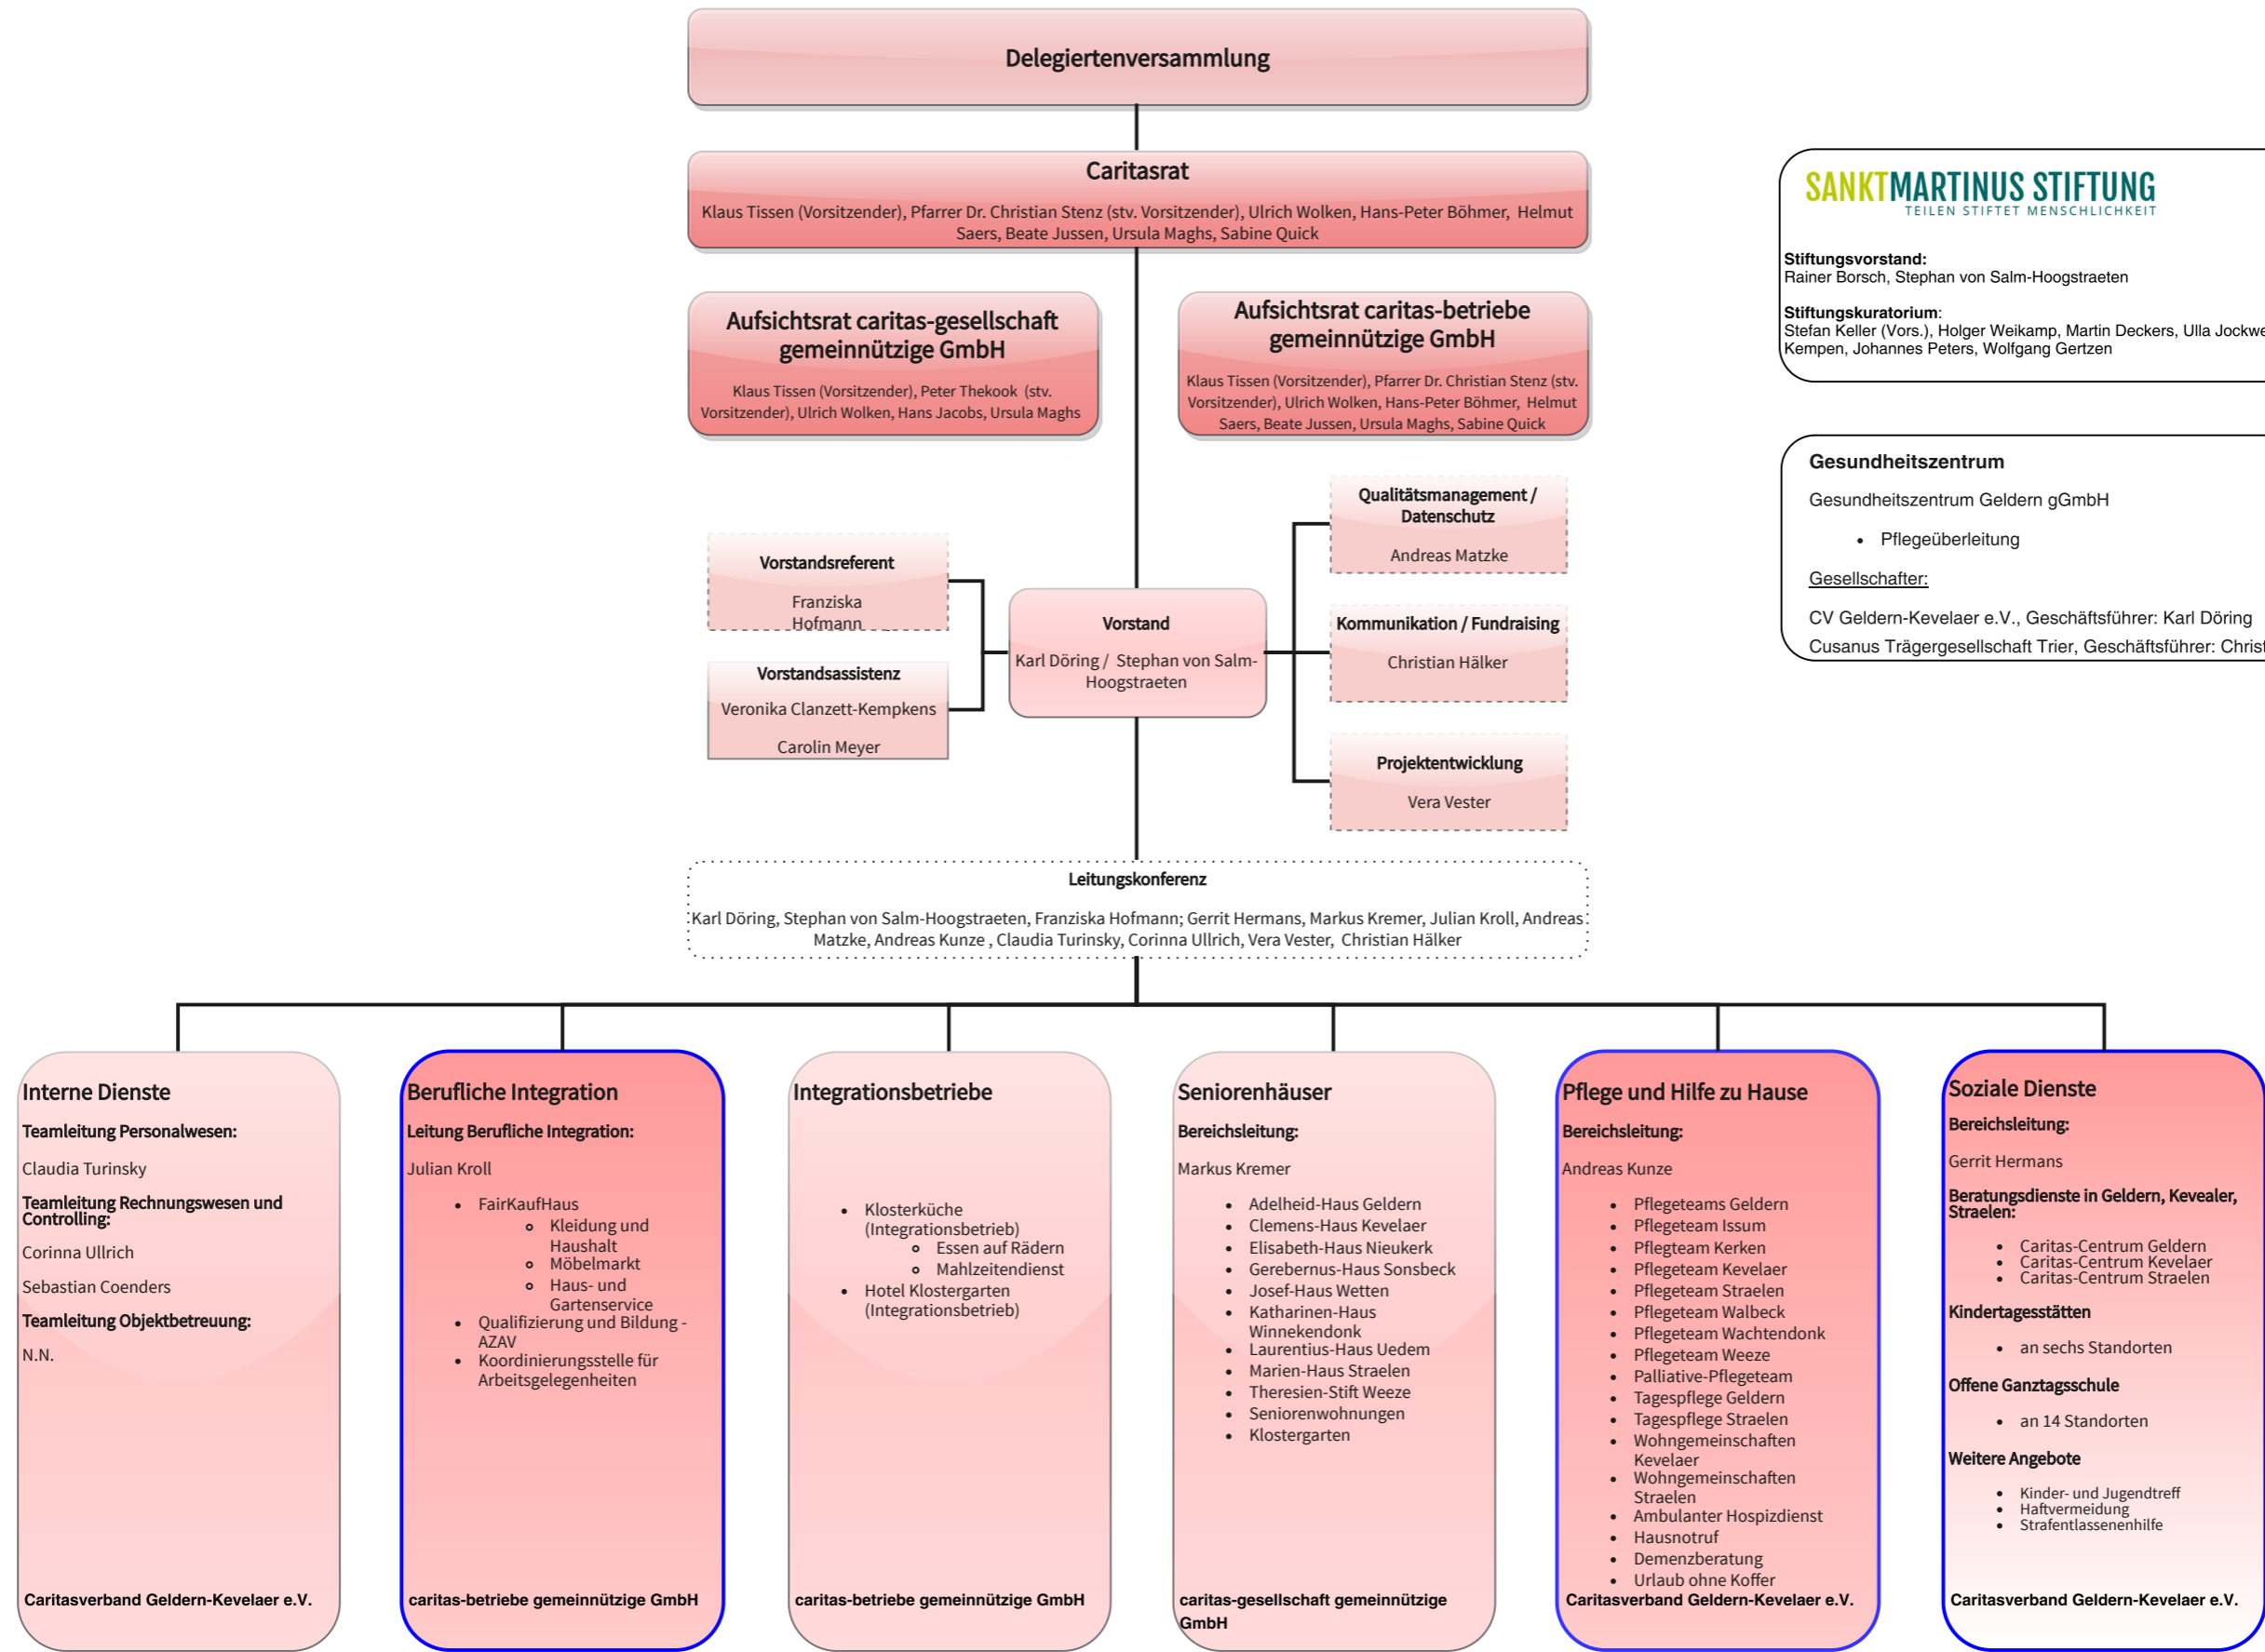 Delegiertenversammlung
Caritasrat
Klaus Tissen (Vorsitzender), Pfarrer Dr. Christian Stenz (stv. Vorsitzender), Ulrich Wolken, Hans-Peter Böhmer, Helmut
Saers, Beate Jussen, Ursula Maghs, Sabine Quick
SANKTMARTINUS STIFTUNG
TEILEN STIFTET MENSCHLICHKEIT
Stiftungsvorstand:
Rainer Borsch, Stephan von Salm-Hoogstraeten
Stiftungskuratorium:
Stefan Keller (Vors.), Holger Weikamp, Martin Deckers, Ulla
Kempen, Johannes Peters, Wolfgang Gertzen
Aufsichtsrat caritas-gesellschaft
gemeinnützige GmbH
Klaus Tissen (Vorsitzender), Peter Thekook (stv.
Vorsitzender), Ulrich Wolken, Hans Jacobs, Ursula Maghs
Aufsichtsrat caritas-betriebe
gemeinnützige GmbH
Klaus Tissen (Vorsitzender), Pfarrer Dr. Christian Stenz (stv.
Vorsitzender), Ulrich Wolken, Hans-Peter Böhmer, Helmut
Saers, Beate Jussen, Ursula Maghs, Sabine Quick
Gesundheitszentrum
Gesundheitszentrum Geldern gGmbH
• Pflegeüberleitung
Gesellschafter:
CV Geldern-Kevelaer e.V., Geschäftsführer: Karl Döring
Cusanus Trägergesellschaft Trier, Geschäftsführer:
Vorstandsreferent
Franziska
Hofmann
Vorstandsassistenz
Veronika Clanzett-Kempkens
Carolin Meyer
Vorstand
Karl Döring / Stephan von Salm-
Hoogstraeten
Qualitätsmanagement /
Datenschutz
Andreas Matzke
Kommunikation / Fundraising
Christian Hälker
Projektentwicklung
Vera Vester
Leitungskonferenz
Karl Döring, Stephan von Salm-Hoogstraeten, Franziska Hofmann; Gerrit Hermans, Markus Kremer, Julian Kroll, Andreas
Matzke, Andreas Kunze , Claudia Turinsky, Corinna Ullrich, Vera Vester, Christian Hälker
Interne Dienste
Teamleitung Personalwesen:
Claudia Turinsky
Teamleitung Rechnungswesen und
Controlling:
Corinna Ullrich
Sebastian Coenders
Teamleitung Objektbetreuung:
N.N.
Caritasverband Geldern-Kevelaer e.V.
Berufliche Integration
Leitung Berufliche Integration:
Julian Kroll
• FairKaufHaus
Kleidung und
Haushalt
Möbelmarkt
Haus- und
Gartenservice
• Qualifizierung und Bildung -
AZAV
• Koordinierungsstelle für
Arbeitsgelegenheiten
caritas-betriebe gemeinnützige GmbH
Integrationsbetriebe
• Klosterküche
(Integrationsbetrieb)
Essen auf Rädern
Mahlzeitendienst
• Hotel Klostergarten
(Integrationsbetrieb)
caritas-betriebe gemeinnützige GmbH
Seniorenhäuser
Bereichsleitung:
Markus Kremer
• Adelheid-Haus Geldern
• Clemens-Haus Kevelaer
• Elisabeth-Haus Nieukerk
• Gerebernus-Haus Sonsbeck
• Josef-Haus Wetten
• Katharinen-Haus
Winnekendonk
• Laurentius-Haus Uedem
• Marien-Haus Straelen
• Theresien-Stift Weeze
• Seniorenwohnungen
• Klostergarten
caritas-gesellschaft gemeinnützige
GmbH
Pflege und Hilfe zu Hause
Bereichsleitung:
Andreas Kunze
• Pflegeteams Geldern
• Pflegeteam Issum
• Pflegteam Kerken
• Pflegeteam Kevelaer
• Pflegeteam Straelen
• Pflegeteam Walbeck
• Pflegeteam Wachtendonk
• Pflegeteam Weeze
• Palliative-Pflegeteam
• Tagespflege Geldern
• Tagespflege Straelen
• Wohngemeinschaften
Kevelaer
• Wohngemeinschaften
Straelen
• Ambulanter Hospizdienst
• Hausnotruf
• Demenzberatung
• Urlaub ohne Koffer
Caritasverband Geldern-Kevelaer e.V.
Soziale Dienste
Bereichsleitung:
Gerrit Hermans
Beratungsdienste in Geldern, Kevealer,
Straelen:
• Caritas-Centrum Geldern
• Caritas-Centrum Kevelaer
• Caritas-Centrum Straelen
Kindertagesstätten
• an sechs Standorten
Offene Ganztagsschule
• an 14 Standorten
Weitere Angebote
• Kinder- und Jugendtreff
• Haftvermeidung
• Strafentlassenenhilfe
Caritasverband Geldern-Kevelaer e.V.